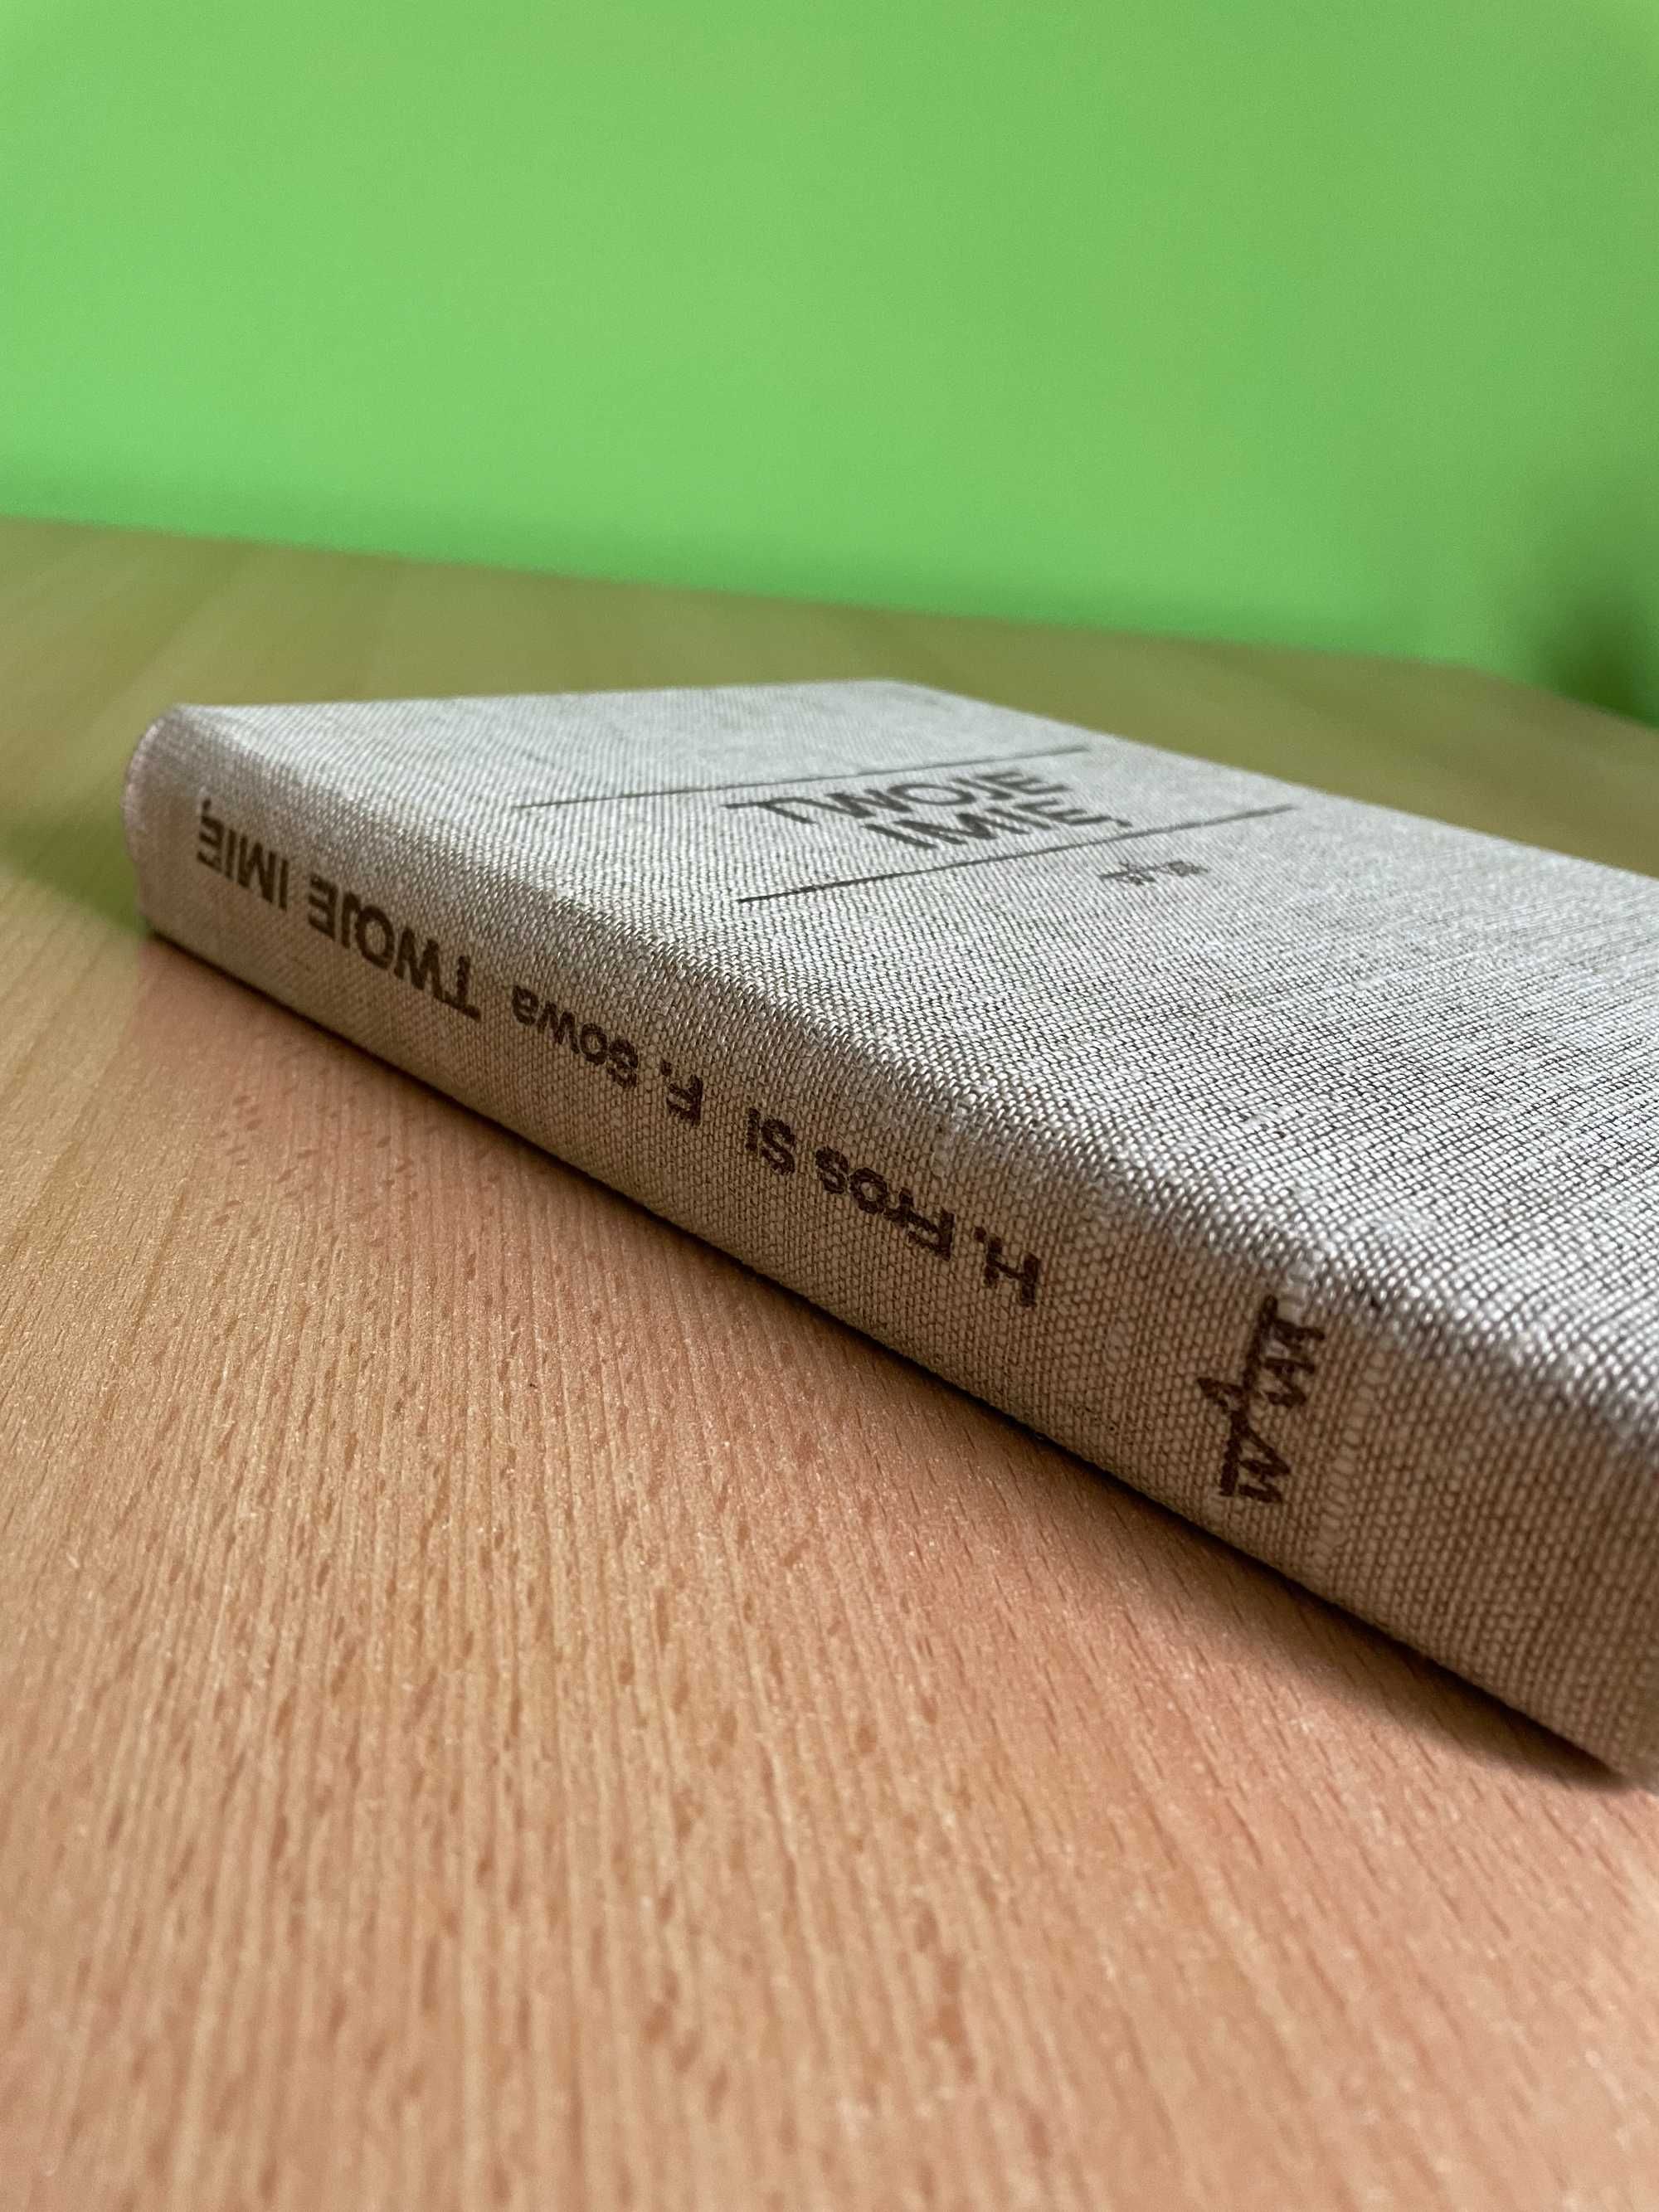 TWOJE
IMIĘ
H. Fros SI F. Sowa TWOJE IMIĘ